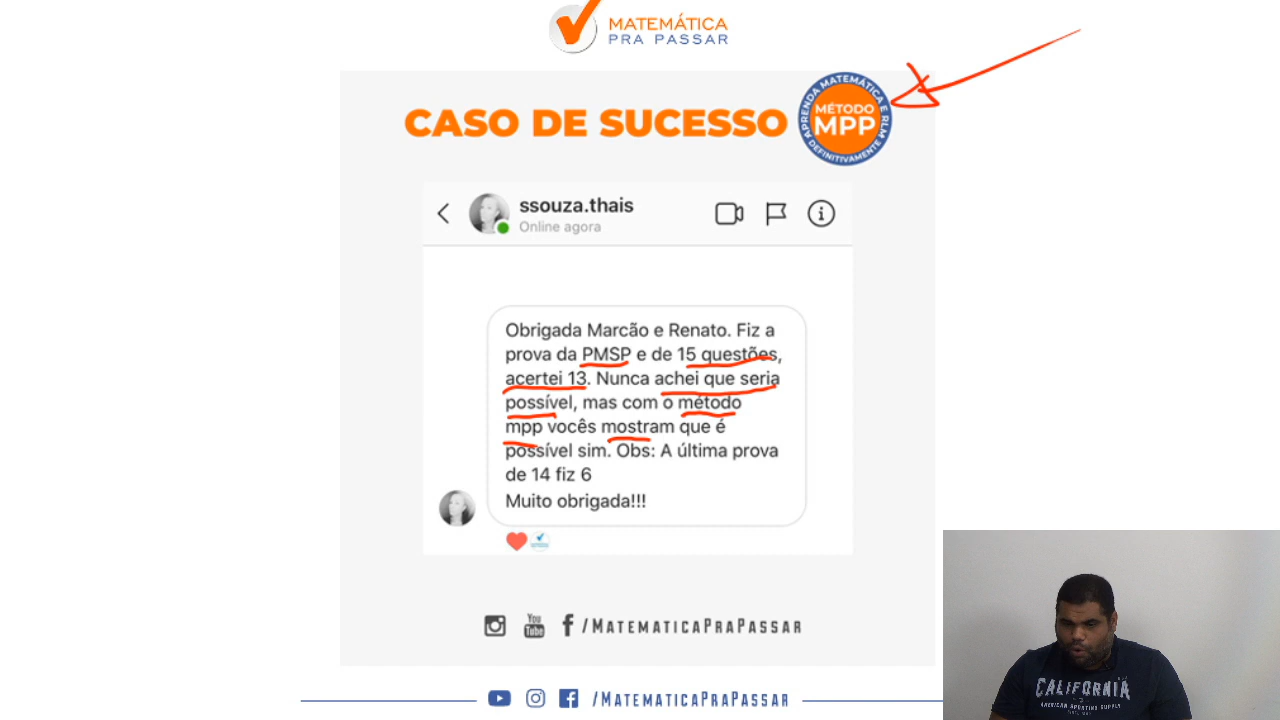 MATEMÁTICA
PRA PASSAR
CASO DE SUCESSO
APRENDA MATEMÁTICA E RLM
MÉTODO
MPP
DEFINITIVAMENTE
ssouza.thais
Online agora
Obrigada Marcão e Renato. Fiz a
prova da PMSP e de 15 questões,
acertei 13. Nunca achei que seria
possível, mas com o método
mpp vocês mostram que é
possível sim. Obs: A última prova
de 14 fiz 6
Muito obrigada!!!
You
Tube
/MATEMATICAPRAPASSAR
/MATEMATICAPRAPASSAR
CALIFORNIA
AMERICAN SPORTING SUPPLY